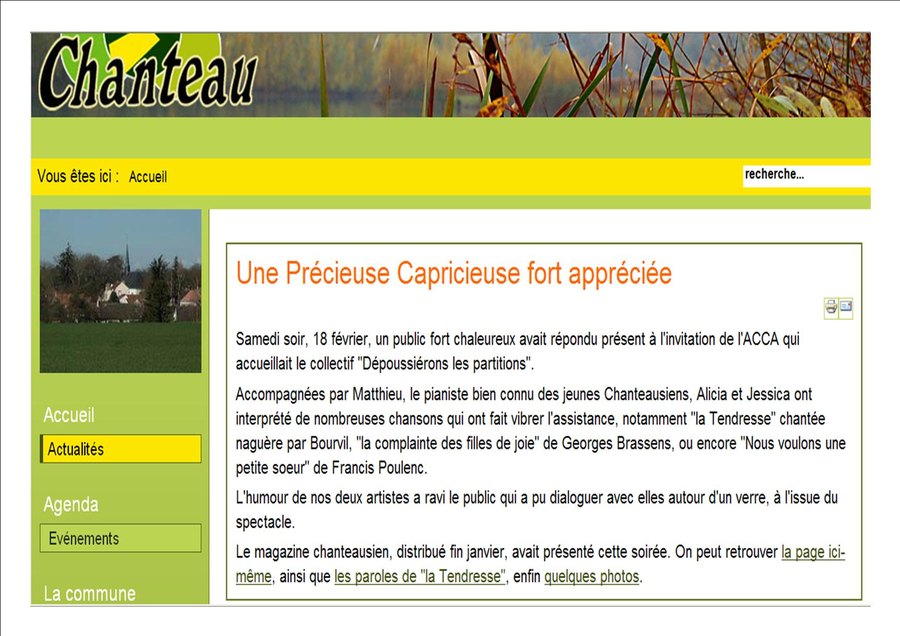 Chanteau
Vous êtes ici : Accueil
recherche...
Accueil
Actualités
Agenda
Evénements
La commune
Une Précieuse Capricieuse fort appréciée
Samedi soir, 18 février, un public fort chaleureux avait répondu présent à l'invitation de l'ACCA qui
accueillait le collectif "Dépoussiérons les partitions".
Accompagnées par Matthieu, le pianiste bien connu des jeunes Chanteausiens, Alicia et Jessica ont
interprété de nombreuses chansons qui ont fait vibrer l'assistance, notamment "la Tendresse" chantée
naguère par Bourvil, "la complainte des filles de joie" de Georges Brassens, ou encore "Nous voulons une
petite soeur" de Francis Poulenc.
L'humour de nos deux artistes a ravi le public qui a pu dialoguer avec elles autour d'un verre, à l'issue du
spectacle.
Le magazine chanteausien, distribué fin janvier, avait présenté cette soirée. On peut retrouver la page ici-
même, ainsi que les paroles de "la Tendresse", enfin quelques photos.